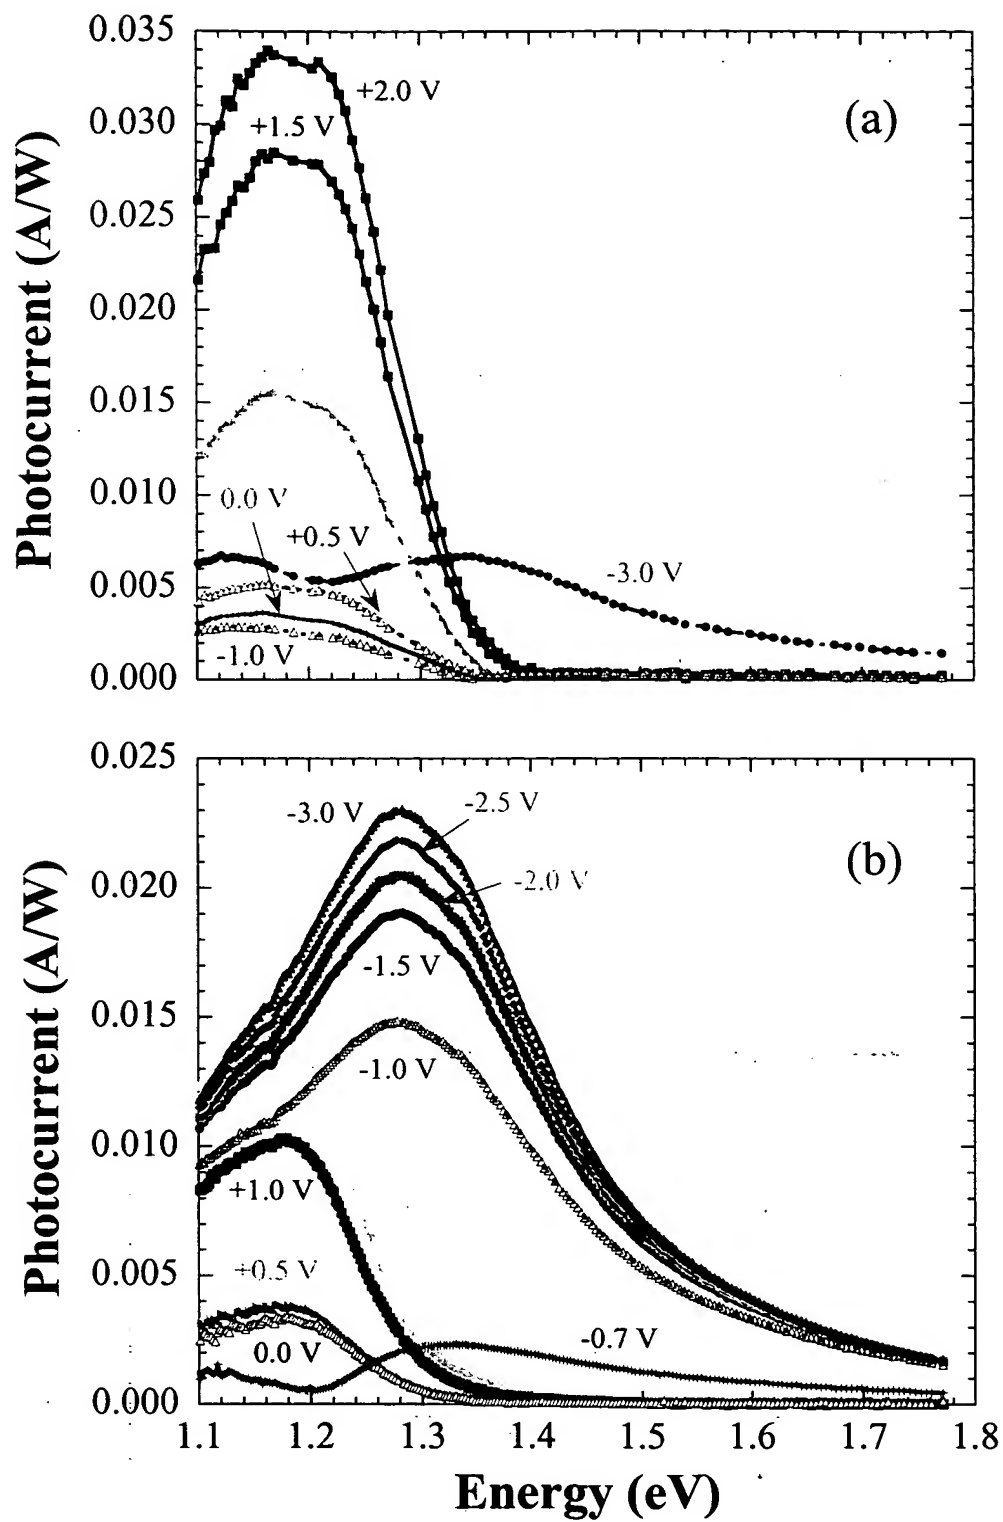 0.035
0.030
0.025
0.020
0.015
0.010
0.005
0.000
Photocurrent (A/W)
+2.0 V
+1.5 V
(a)
0.0 V
+0.5 V
-3.0 V
-1.0 V
0.025
0.020
0.015
0.010
0.005
0.000
Photocurrent (A/W)
-3.0 V
-2.5 V
(b)
-2.0 V
-1.5 V
-1.0 V
+1.0 V
+0.5 V
0.0 V
-0.7 V
1.1 1.2 1.3 1.4 1.5 1.6 1.7 1.8
Energy (eV)